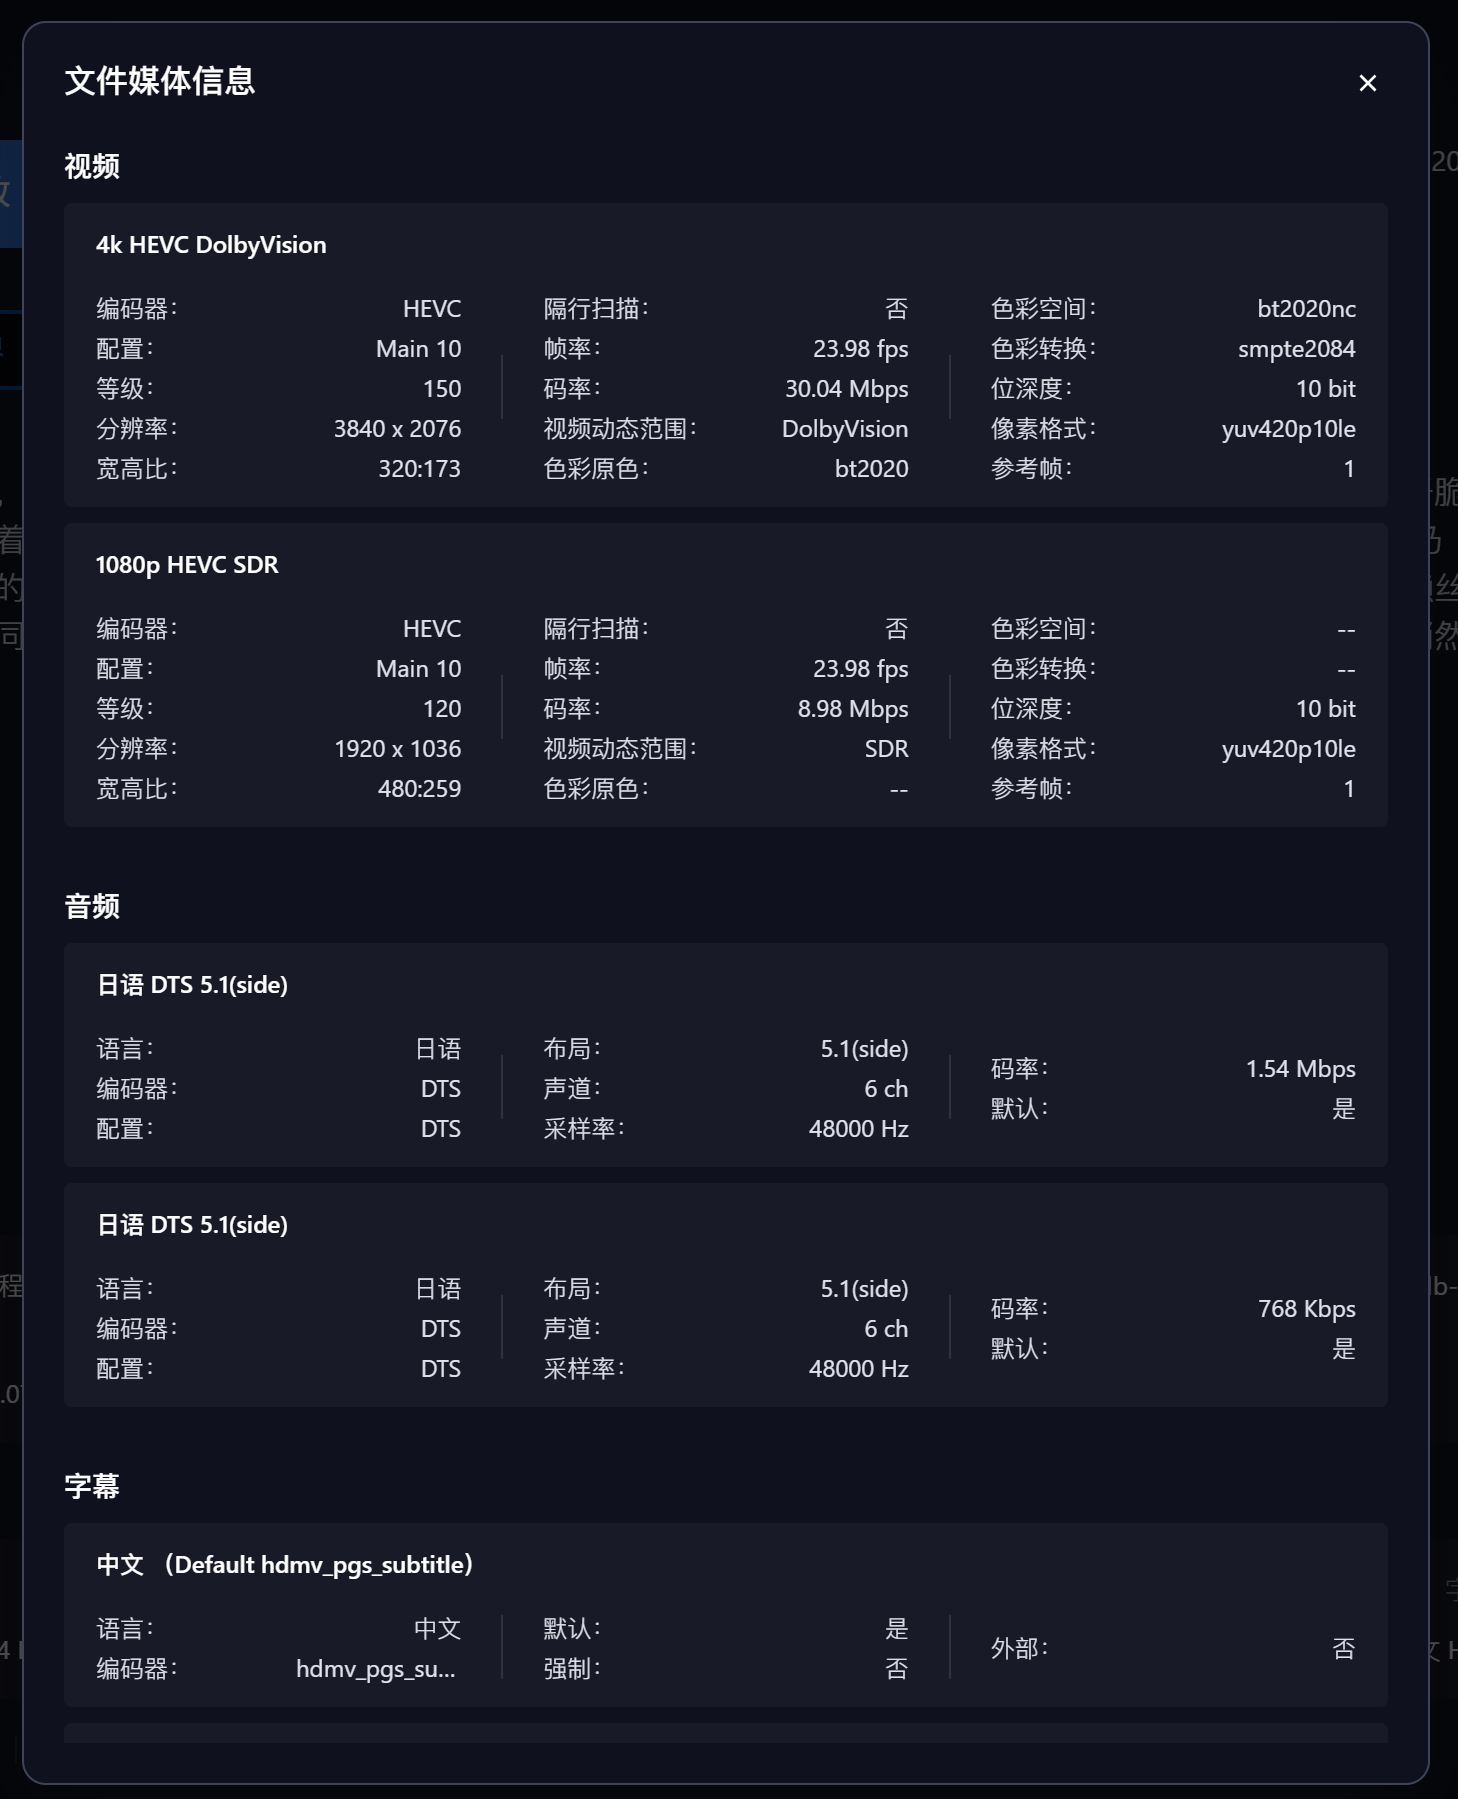 文件媒体信息
视频
4k HEVC DolbyVision
编码器： HEVC 隔行扫描： 否 色彩空间： bt2020nc
配置： Main 10 帧率： 23.98 fps 色彩转换： smpte2084
等级： 150 码率： 30.04 Mbps 位深度： 10 bit
分辨率： 3840 x 2076 视频动态范围： DolbyVision 像素格式： yuv420p10le
宽高比： 320:173 色彩原色： bt2020 参考帧： 1
1080p HEVC SDR
编码器： HEVC 隔行扫描： 否 色彩空间： --
配置： Main 10 帧率： 23.98 fps 色彩转换： --
等级： 120 码率： 8.98 Mbps 位深度： 10 bit
分辨率： 1920 x 1036 视频动态范围： SDR 像素格式： yuv420p10le
宽高比： 480:259 色彩原色： -- 参考帧： 1
音频
日语 DTS 5.1(side)
语言： 日语 布局： 5.1(side) 码率： 1.54 Mbps
编码器： DTS 声道： 6 ch 默认： 是
配置： DTS 采样率： 48000 Hz
日语 DTS 5.1(side)
语言： 日语 布局： 5.1(side) 码率： 768 Kbps
编码器： DTS 声道： 6 ch 默认： 是
配置： DTS 采样率： 48000 Hz
字幕
中文 （Default hdmv_pgs_subtitle）
语言： 中文 默认： 是 外部： 否
编码器： hdmv_pgs_su... 强制： 否